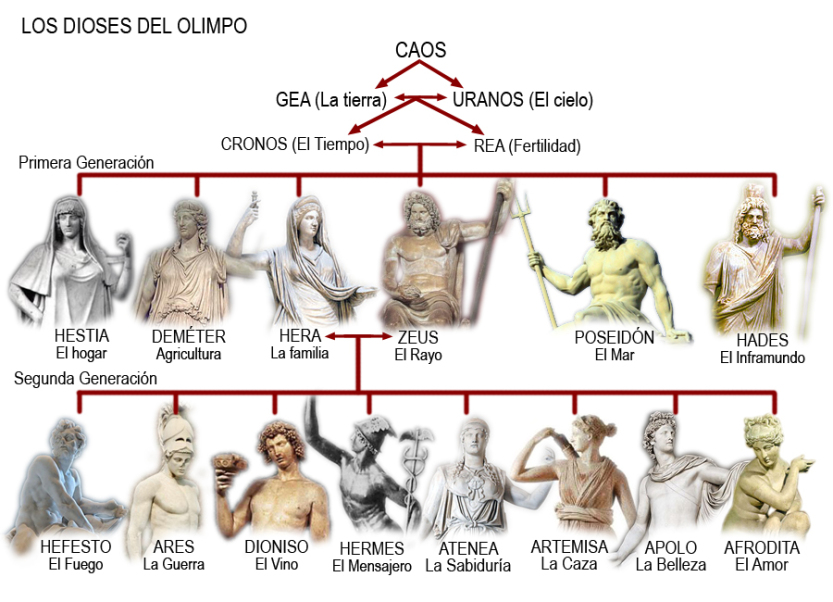 LOS DIOSES DEL OLIMPO
CAOS
GEA (La tierra)
URANOS (El cielo)
CRONOS (El Tiempo)
REA (Fertilidad)
Primera Generación
HESTIA
El hogar
DEMÉTER
Agricultura
HERA
La familia
ZEUS
El Rayo
POSEIDÓN
El Mar
HADES
El Inframundo
Segunda Generación
HEFESTO
El Fuego
ARES
La Guerra
DIONISO
El Vino
HERMES
El Mensajero
ATENEA
La Sabiduría
ARTEMISA
La Caza
APOLO
La Belleza
AFRODITA
El Amor